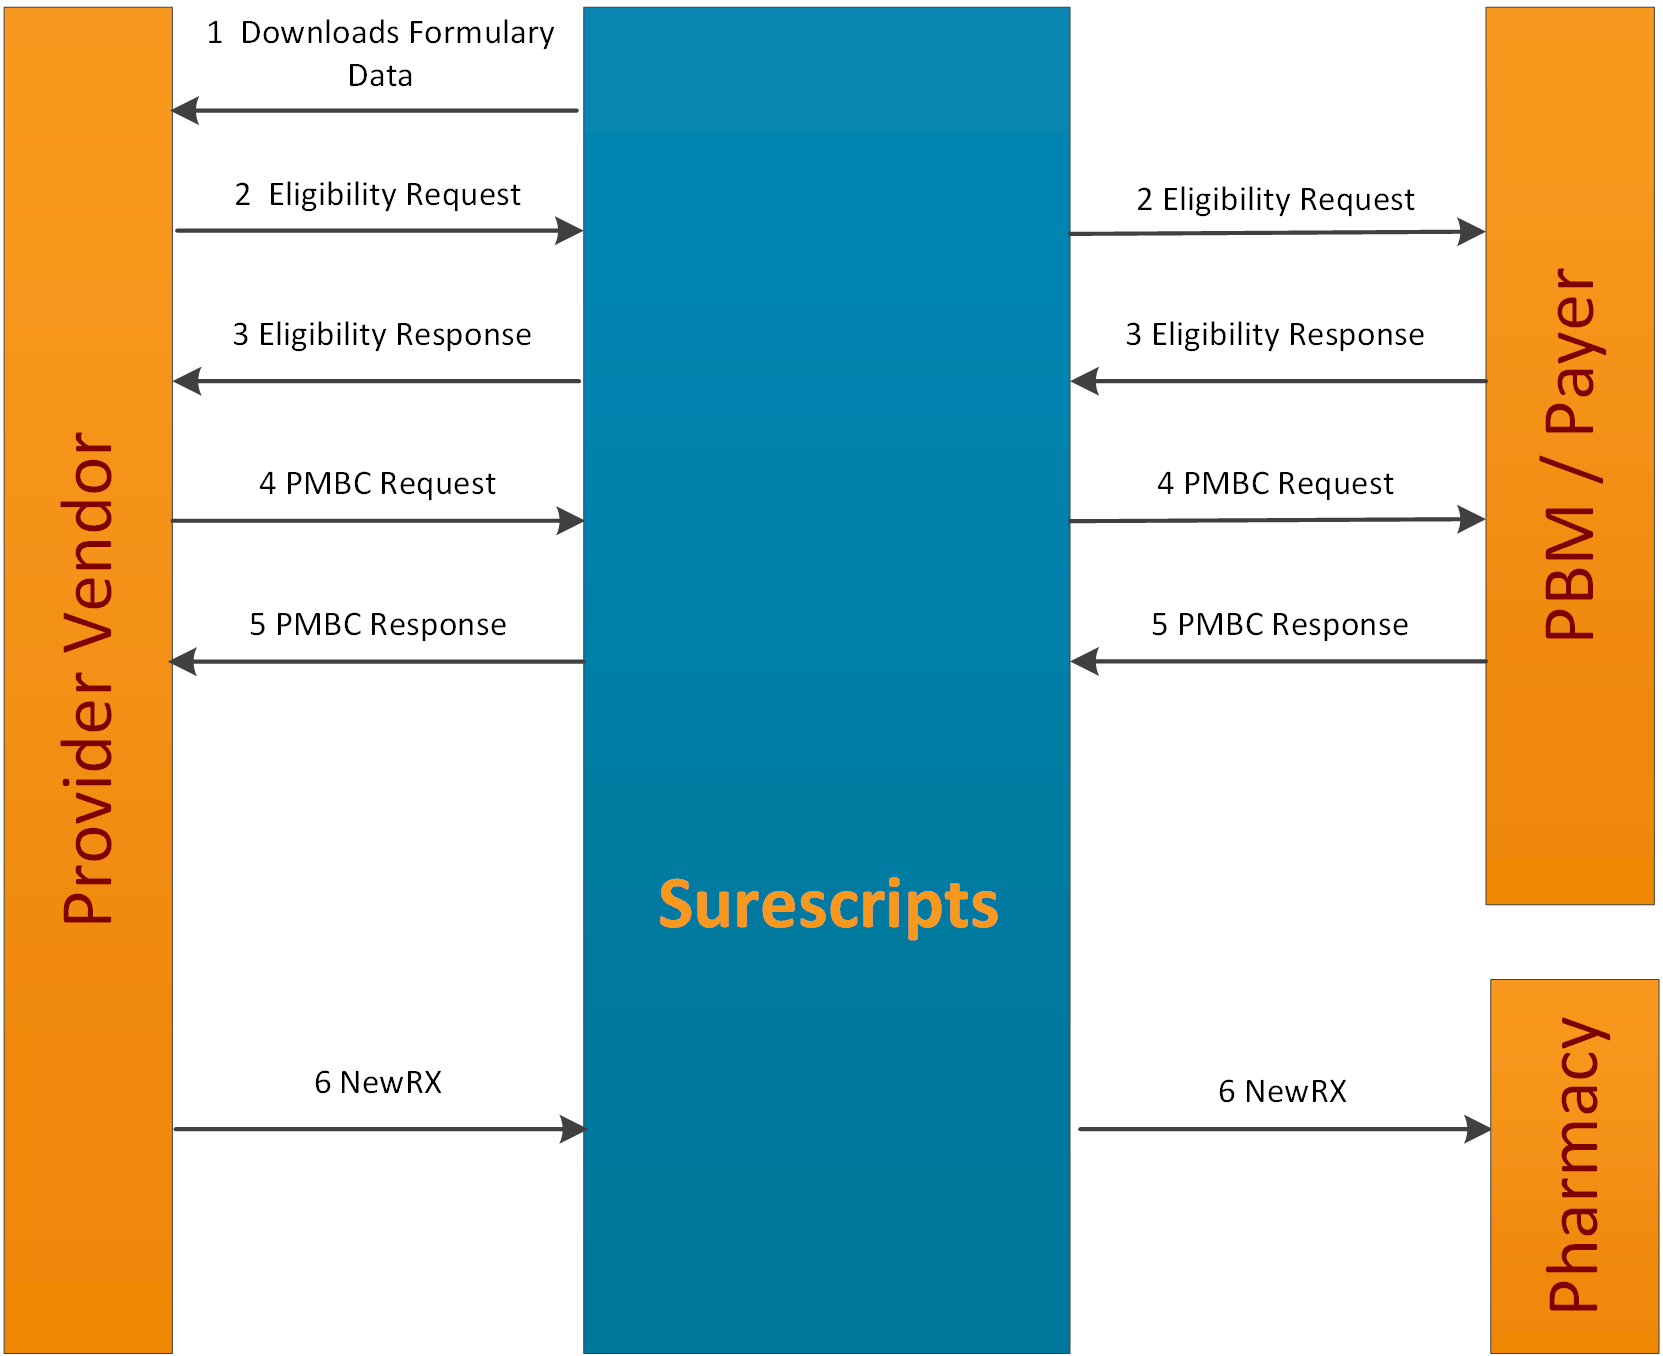 1  Downloads Formulary
Data
2  Eligibility Request
2 Eligibility Request
3 Eligibility Response
3 Eligibility Response
4 PMBC Request
4 PMBC Request
5 PMBC Response
5 PMBC Response
Provider Vendor
PBM / Payer
Surescripts
6 NewRX
6 NewRX
Pharmacy